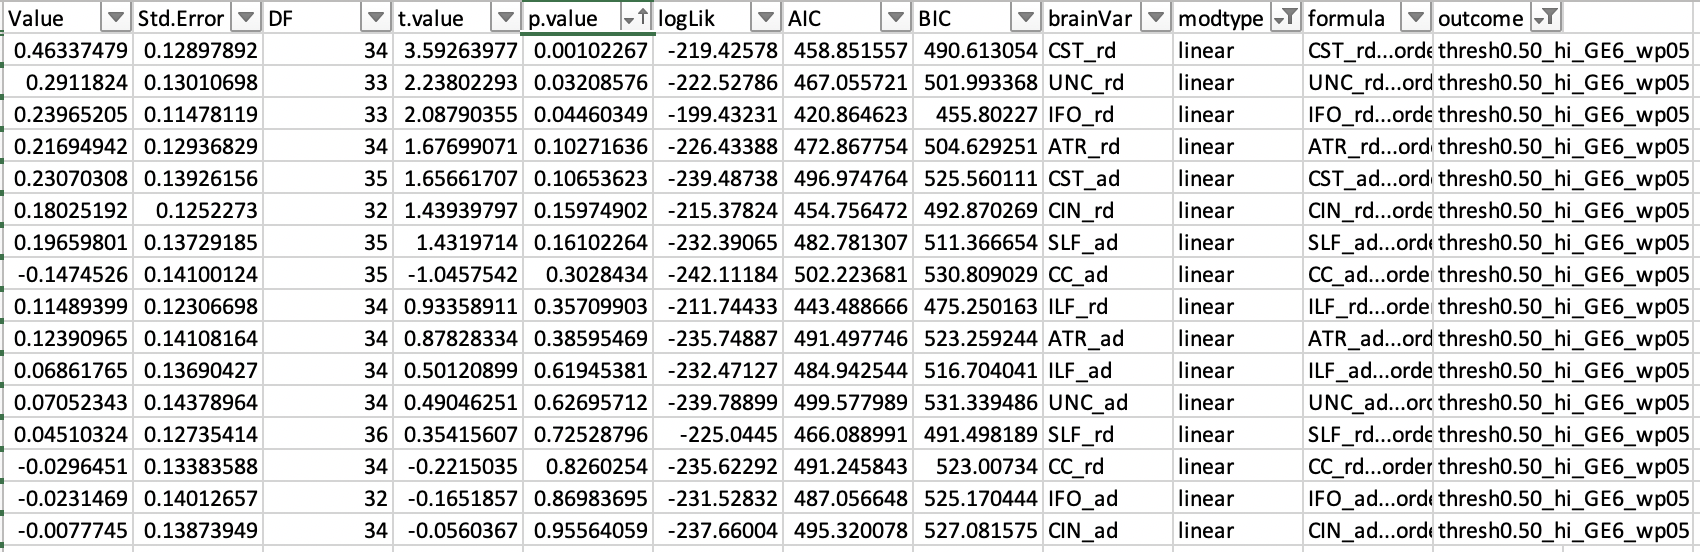 Value Std.Error DF t.value p.value logLik AIC BIC brainVar modtype formula outcome
0.46337479 0.12897892 34 3.59263977 0.00102267 -219.42578 458.851557 490.613054 CST_rd linear CST_rd...orde thresh0.50_hi_GE6_wp05
0.2911824 0.13010698 33 2.23802293 0.03208576 -222.52786 467.055721 501.993368 UNC_rd linear UNC_rd...ord thresh0.50_hi_GE6_wp05
0.23965205 0.11478119 33 2.08790355 0.04460349 -199.43231 420.864623 455.80227 IFO_rd linear IFO_rd...orde thresh0.50_hi_GE6_wp05
0.21694942 0.12936829 34 1.67699071 0.10271636 -226.43388 472.867754 504.629251 ATR_rd linear ATR_rd...ord thresh0.50_hi_GE6_wp05
0.23070308 0.13926156 35 1.65661707 0.10653623 -239.48738 496.974764 525.560111 CST_ad linear CST_ad...ord thresh0.50_hi_GE6_wp05
0.18025192 0.1252273 32 1.43939797 0.15974902 -215.37824 454.756472 492.870269 CIN_rd linear CIN_rd...orde thresh0.50_hi_GE6_wp05
0.19659801 0.13729185 35 1.4319714 0.16102264 -232.39065 482.781307 511.366654 SLF_ad linear SLF_ad...orde thresh0.50_hi_GE6_wp05
-0.1474526 0.14100124 35 -1.0457542 0.3028434 -242.11184 502.223681 530.809029 CC_ad linear CC_ad...order thresh0.50_hi_GE6_wp05
0.11489399 0.12306698 34 0.93358911 0.35709903 -211.74433 443.488666 475.250163 ILF_rd linear ILF_rd...order thresh0.50_hi_GE6_wp05
0.12390965 0.14108164 34 0.87828334 0.38595469 -235.74887 491.497746 523.259244 ATR_ad linear ATR_ad...ord thresh0.50_hi_GE6_wp05
0.06861765 0.13690427 34 0.50120899 0.61945381 -232.47127 484.942544 516.704041 ILF_ad linear ILF_ad...orde thresh0.50_hi_GE6_wp05
0.07052343 0.14378964 34 0.49046251 0.62695712 -239.78899 499.577989 531.339486 UNC_ad linear UNC_ad...ord thresh0.50_hi_GE6_wp05
0.04510324 0.12735414 36 0.35415607 0.72528796 -225.0445 466.088991 491.498189 SLF_rd linear SLF_rd...orde thresh0.50_hi_GE6_wp05
-0.0296451 0.13383588 34 -0.2215035 0.8260254 -235.62292 491.245843 523.00734 CC_rd linear CC_rd...order thresh0.50_hi_GE6_wp05
-0.0231469 0.14012657 32 -0.1651857 0.86983695 -231.52832 487.056648 525.170444 IFO_ad linear IFO_ad...orde thresh0.50_hi_GE6_wp05
-0.0077745 0.13873949 34 -0.0560367 0.95564059 -237.66004 495.320078 527.081575 CIN_ad linear CIN_ad...orde thresh0.50_hi_GE6_wp05